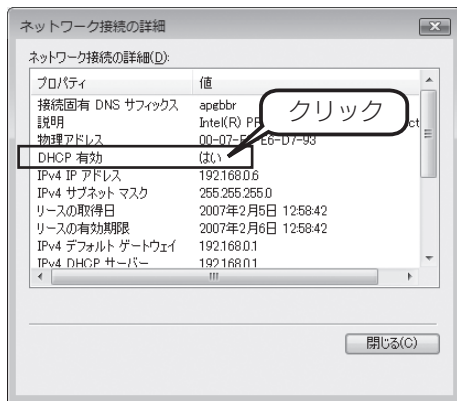 ネットワーク接続の詳細
ネットワーク接続の詳細(D):
プロパティ 値
接続固有 DNS サフィックス apgbbr
説明 Intel(R) PR ct
物理アドレス 00-07- E6-D7-93
DHCP 有効 はい
クリック
IPv4 IP アドレス 192.168.0.6
IPv4 サブネット マスク 255.255.255.0
リースの取得日 2007年2月5日 12:58:42
リースの有効期限 2007年2月6日 12:58:42
IPv4 デフォルト ゲートウェイ 192.168.0.1
IPv4 DHCP サーバー 192.168.0.1
閉じる(C)